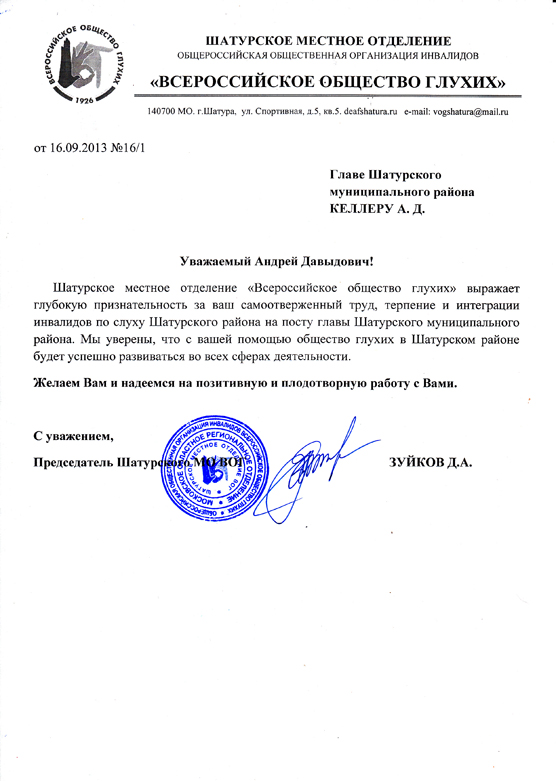 ВСЕРОССИЙСКОЕ ОБЩЕСТВО ГЛУХИХ
1926
ШАТУРСКОЕ МЕСТНОЕ ОТДЕЛЕНИЕ
ОБЩЕРОССИЙСКАЯ ОБЩЕСТВЕННАЯ ОРГАНИЗАЦИЯ ИНВАЛИДОВ
«ВСЕРОССИЙСКОЕ ОБЩЕСТВО ГЛУХИХ»
140700 МО. г.Шатура, ул. Спортивная, д.5, кв.5. deafshatura.ru e-mail: vogshatura@mail.ru
от 16.09.2013 №16/1
Главе Шатурского
муниципального района
КЕЛЛЕРУ А. Д.
Уважаемый Андрей Давыдович!
Шатурское местное отделение «Всероссийское общество глухих» выражает
глубокую признательность за ваш самоотверженный труд, терпение и интеграции
инвалидов по слуху Шатурского района на посту главы Шатурского муниципального
района. Мы уверены, что с вашей помощью общество глухих в Шатурском районе
будет успешно развиваться во всех сферах деятельности.
Желаем Вам и надеемся на позитивную и плодотворную работу с Вами.
С уважением,
Председатель Шатурского МО ВОГ ЗУЙКОВ Д.А.
ОБЩЕРОССИЙСКАЯ ОБЩЕСТВЕННАЯ ОРГАНИЗАЦИЯ ИНВАЛИДОВ ВСЕРОССИЙСКОЕ ОБЩЕСТВО ГЛУХИХ
МОСКОВСКОЕ ОБЛАСТНОЕ РЕГИОНАЛЬНОЕ ОТДЕЛЕНИЕ
ШАТУРСКОЕ МЕСТНОЕ ОТДЕЛЕНИЕ ВОГ